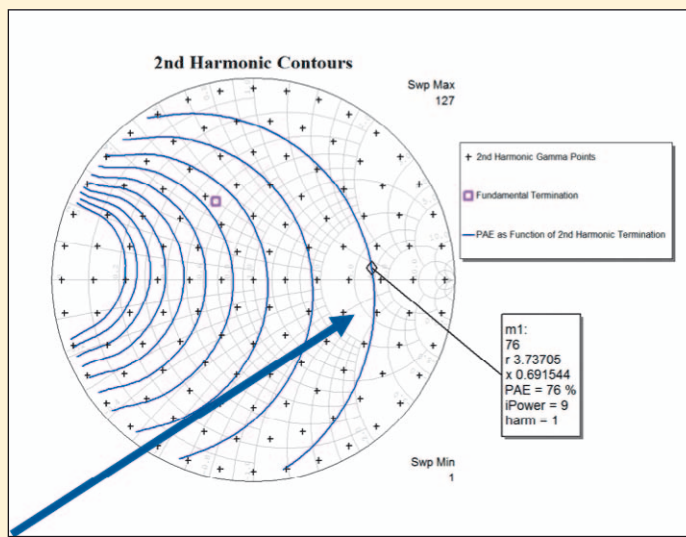 2nd Harmonic Contours
Swp Max
127
2nd Harmonic Gamma Points
Fundamental Termination
PAE as Function of 2nd Harmonic Termination
m1:
76
r 3.73705
x 0.691544
PAE = 76 %
iPower = 9
harm = 1
Swp Min
1